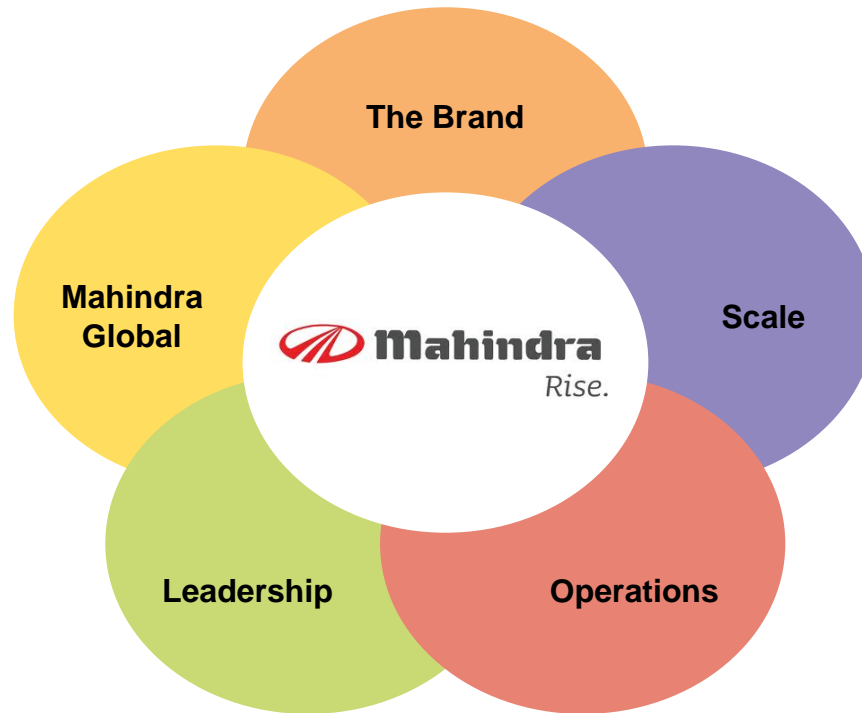 The Brand
Mahindra
Global
Scale
Mahindra
Rise.
Leadership
Operations